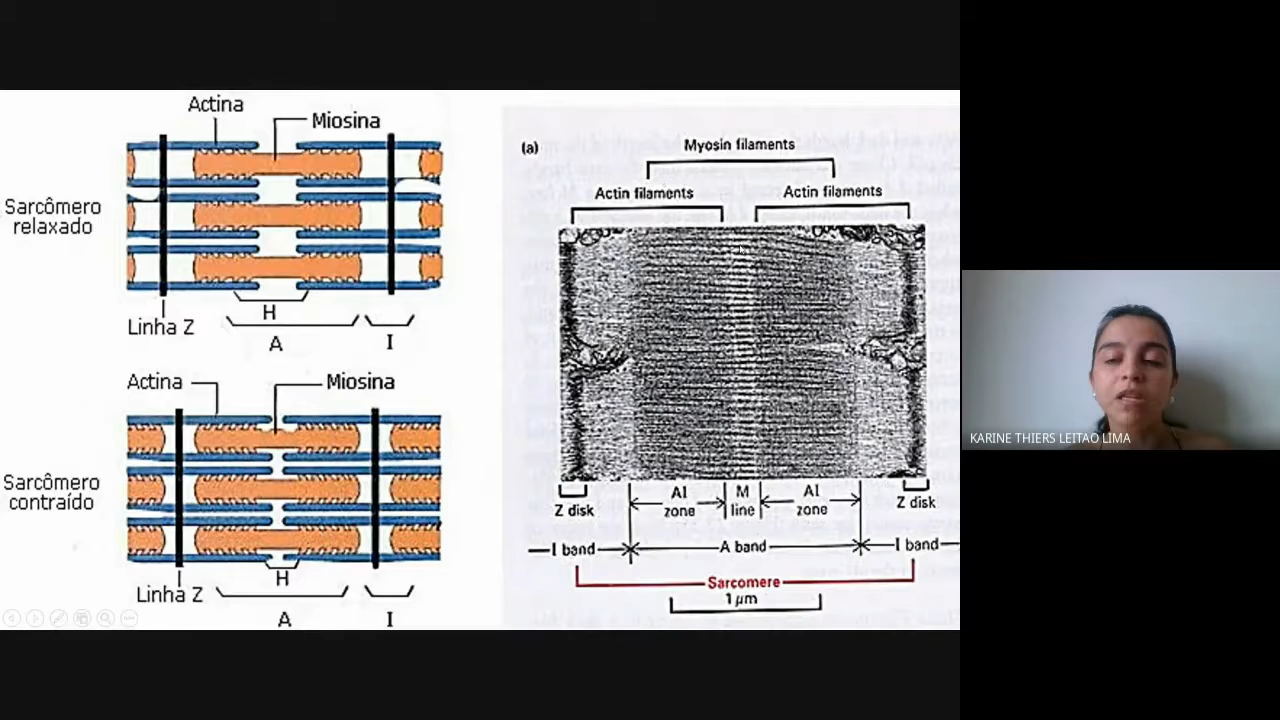 Actina
Miosina
Sarcômero
relaxado
H
Linha Z
A
I
Actina
Miosina
Sarcômero
contraído
H
Linha Z
A
I
(a)
Myosin filaments
Actin filaments
Actin filaments
Z disk
AI
zone
M
line
AI
zone
Z disk
I band
A band
I band
Sarcomere
1 μm
KARINE THIERS LEITAO LIMA